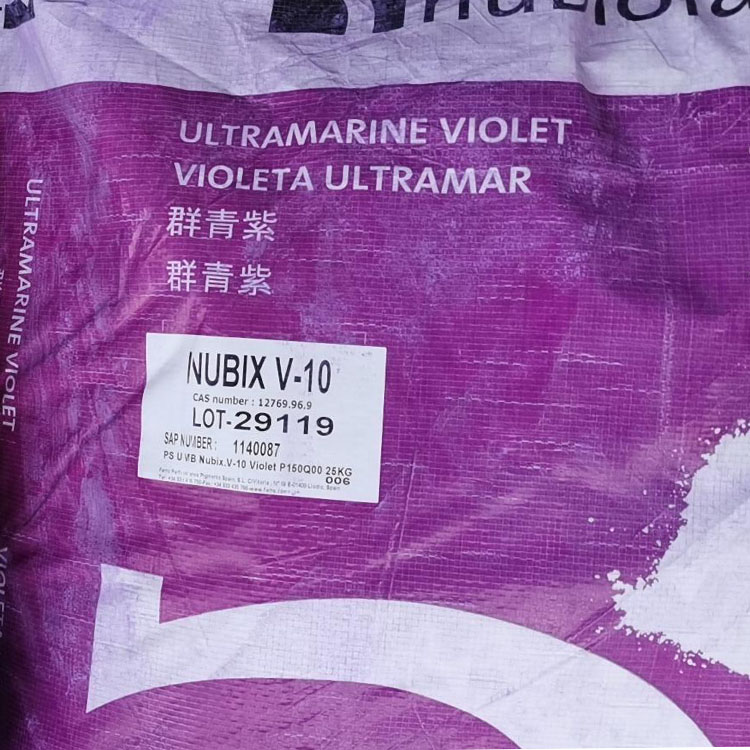 ULTRAMARINE VIOLET
VIOLETA ULTRAMAR
群青紫
群青紫
ULTRAMARINE VIOLET
NUBIX V-10
CAS number : 12769.96.9
LOT-29119
SAP NUMBER : 1140087
PS UMB Nubix.V-10 Violet P150Q00 25KG
006
VIOLETA